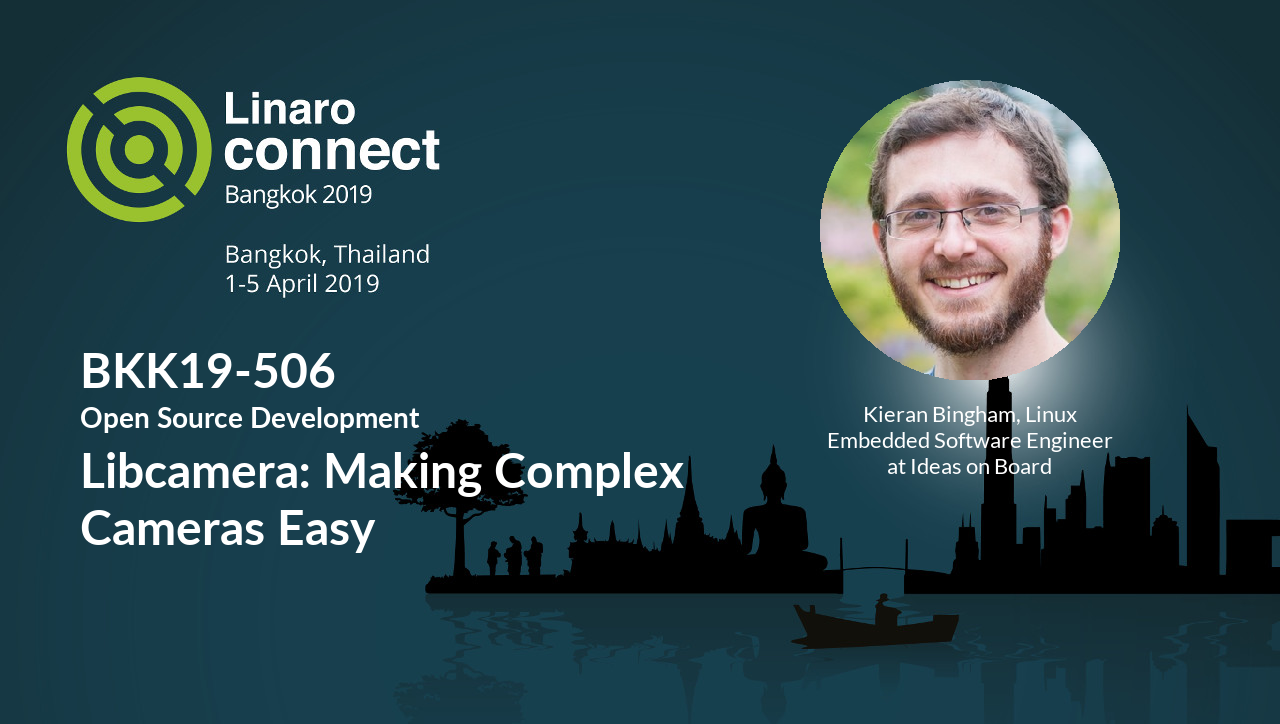 Linaro
connect
Bangkok 2019
Bangkok, Thailand
1-5 April 2019
BKK19-506
Open Source Development
Libcamera: Making Complex
Cameras Easy
Kieran Bingham, Linux
Embedded Software Engineer
at Ideas on Board